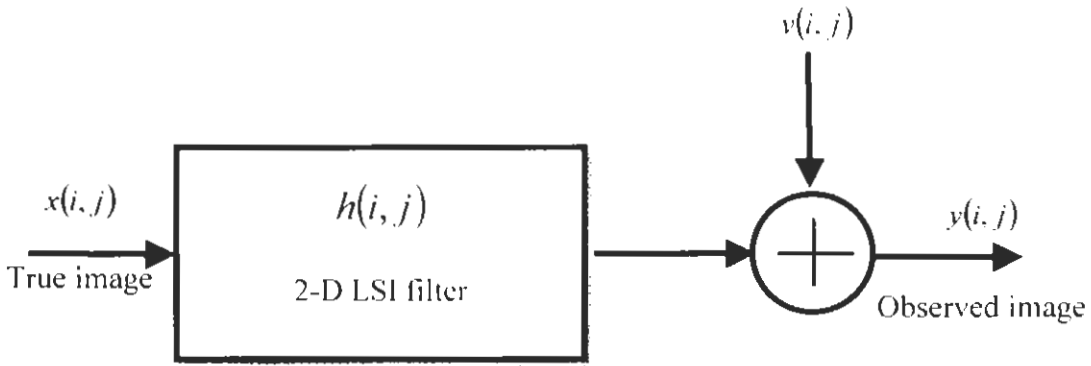 v(i, j)
x(i, j)
h(i, j)
y(i, j)
True image
2-D LSI filter
Observed image